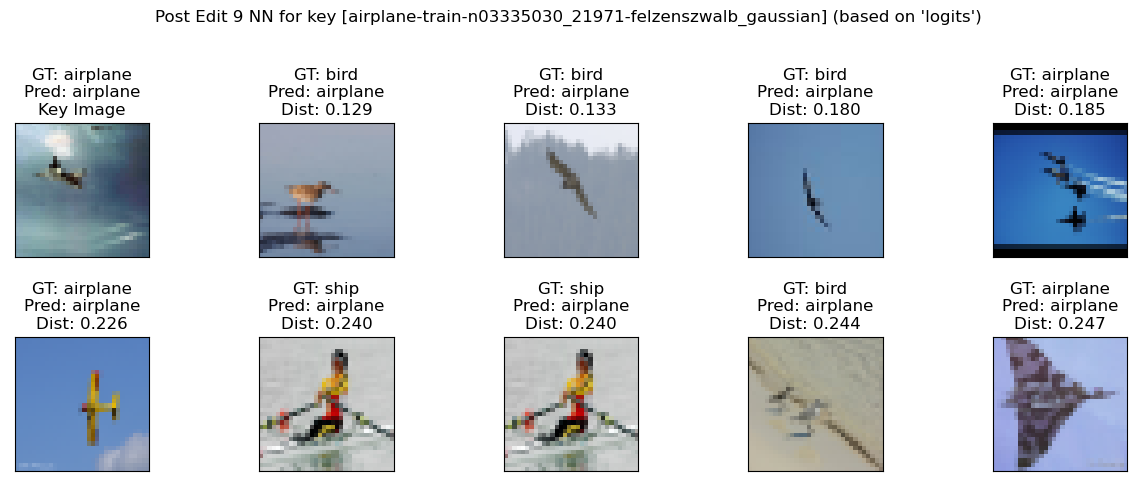 Post Edit 9 NN for key [airplane-train-n03335030_21971-felzenszwalb_gaussian] (based on 'logits')
GT: airplane
Pred: airplane
Key Image
GT: bird
Pred: airplane
Dist: 0.129
GT: bird
Pred: airplane
Dist: 0.133
GT: bird
Pred: airplane
Dist: 0.180
GT: airplane
Pred: airplane
Dist: 0.185
GT: airplane
Pred: airplane
Dist: 0.226
GT: ship
Pred: airplane
Dist: 0.240
GT: ship
Pred: airplane
Dist: 0.240
GT: bird
Pred: airplane
Dist: 0.244
GT: airplane
Pred: airplane
Dist: 0.247